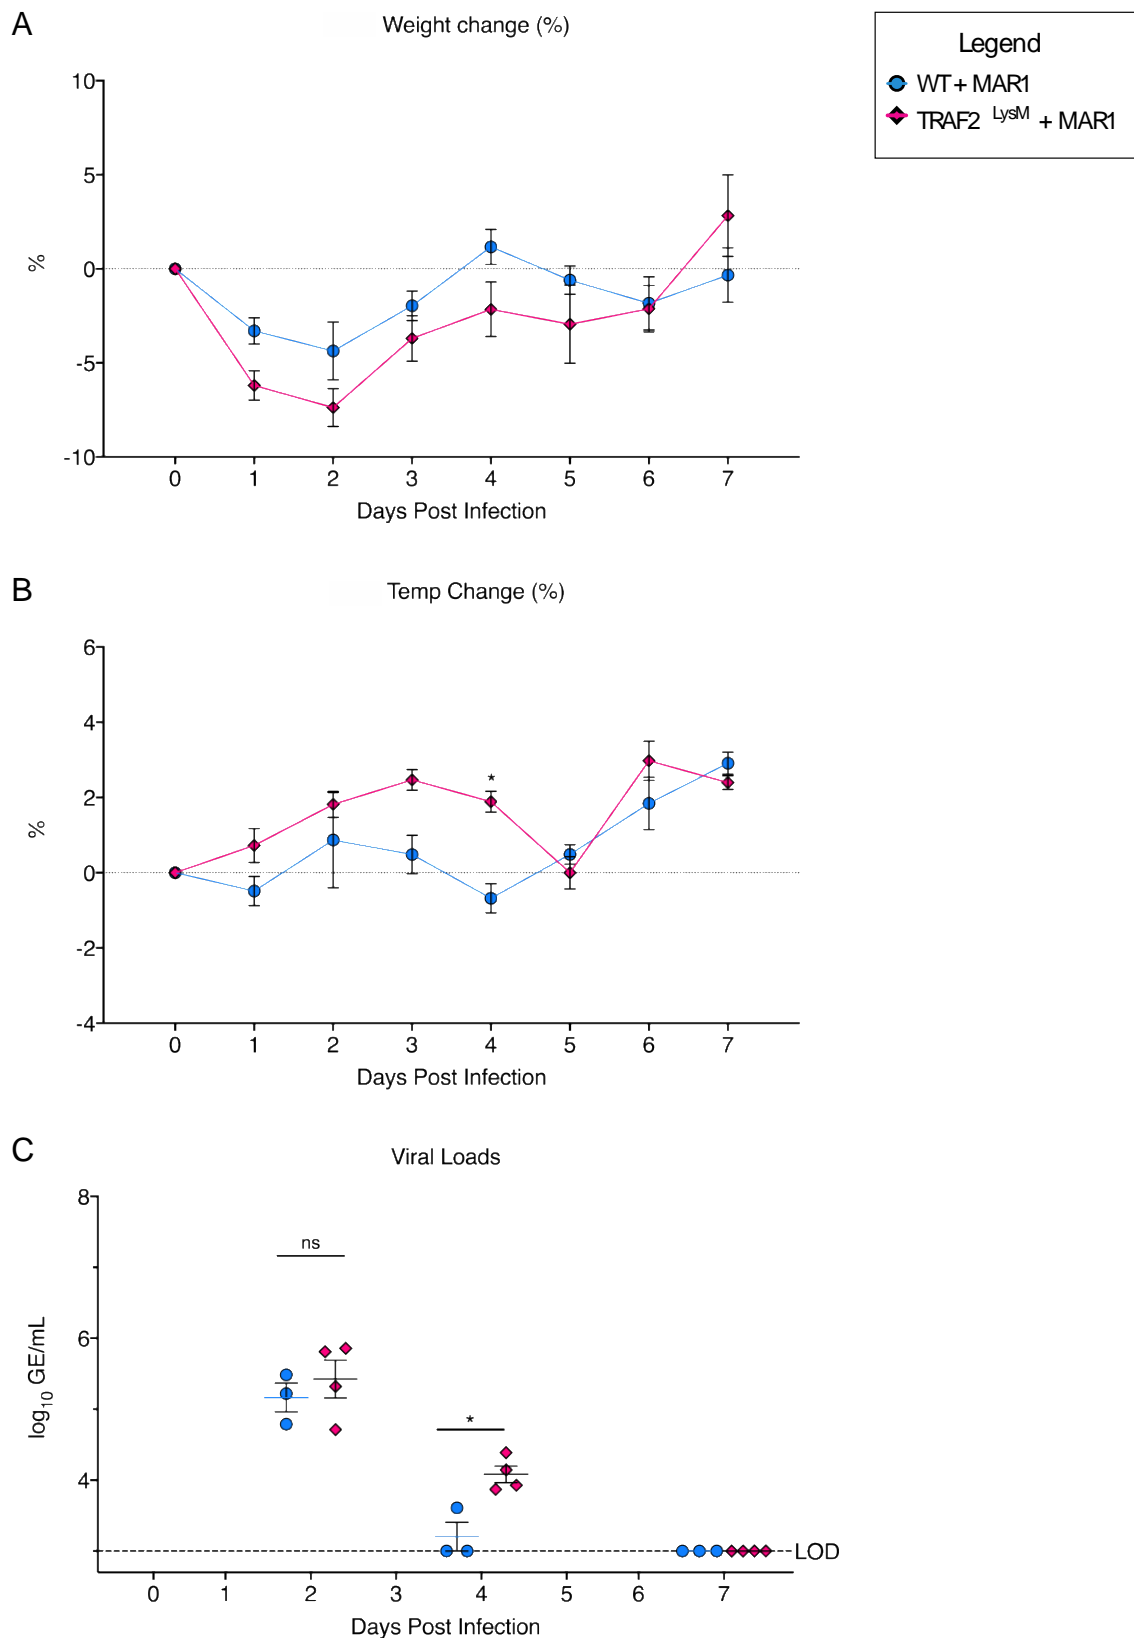 A
Weight change (%)
Legend
WT + MAR1
TRAF2 LysM + MAR1
10
5
0
-5
-10
%
0 1 2 3 4 5 6 7
Days Post Infection
B
Temp Change (%)
6
4
2
0
-2
-4
%
*
0 1 2 3 4 5 6 7
Days Post Infection
C
Viral Loads
8
6
4
log10 GE/mL
ns
*
LOD
0 1 2 3 4 5 6 7
Days Post Infection